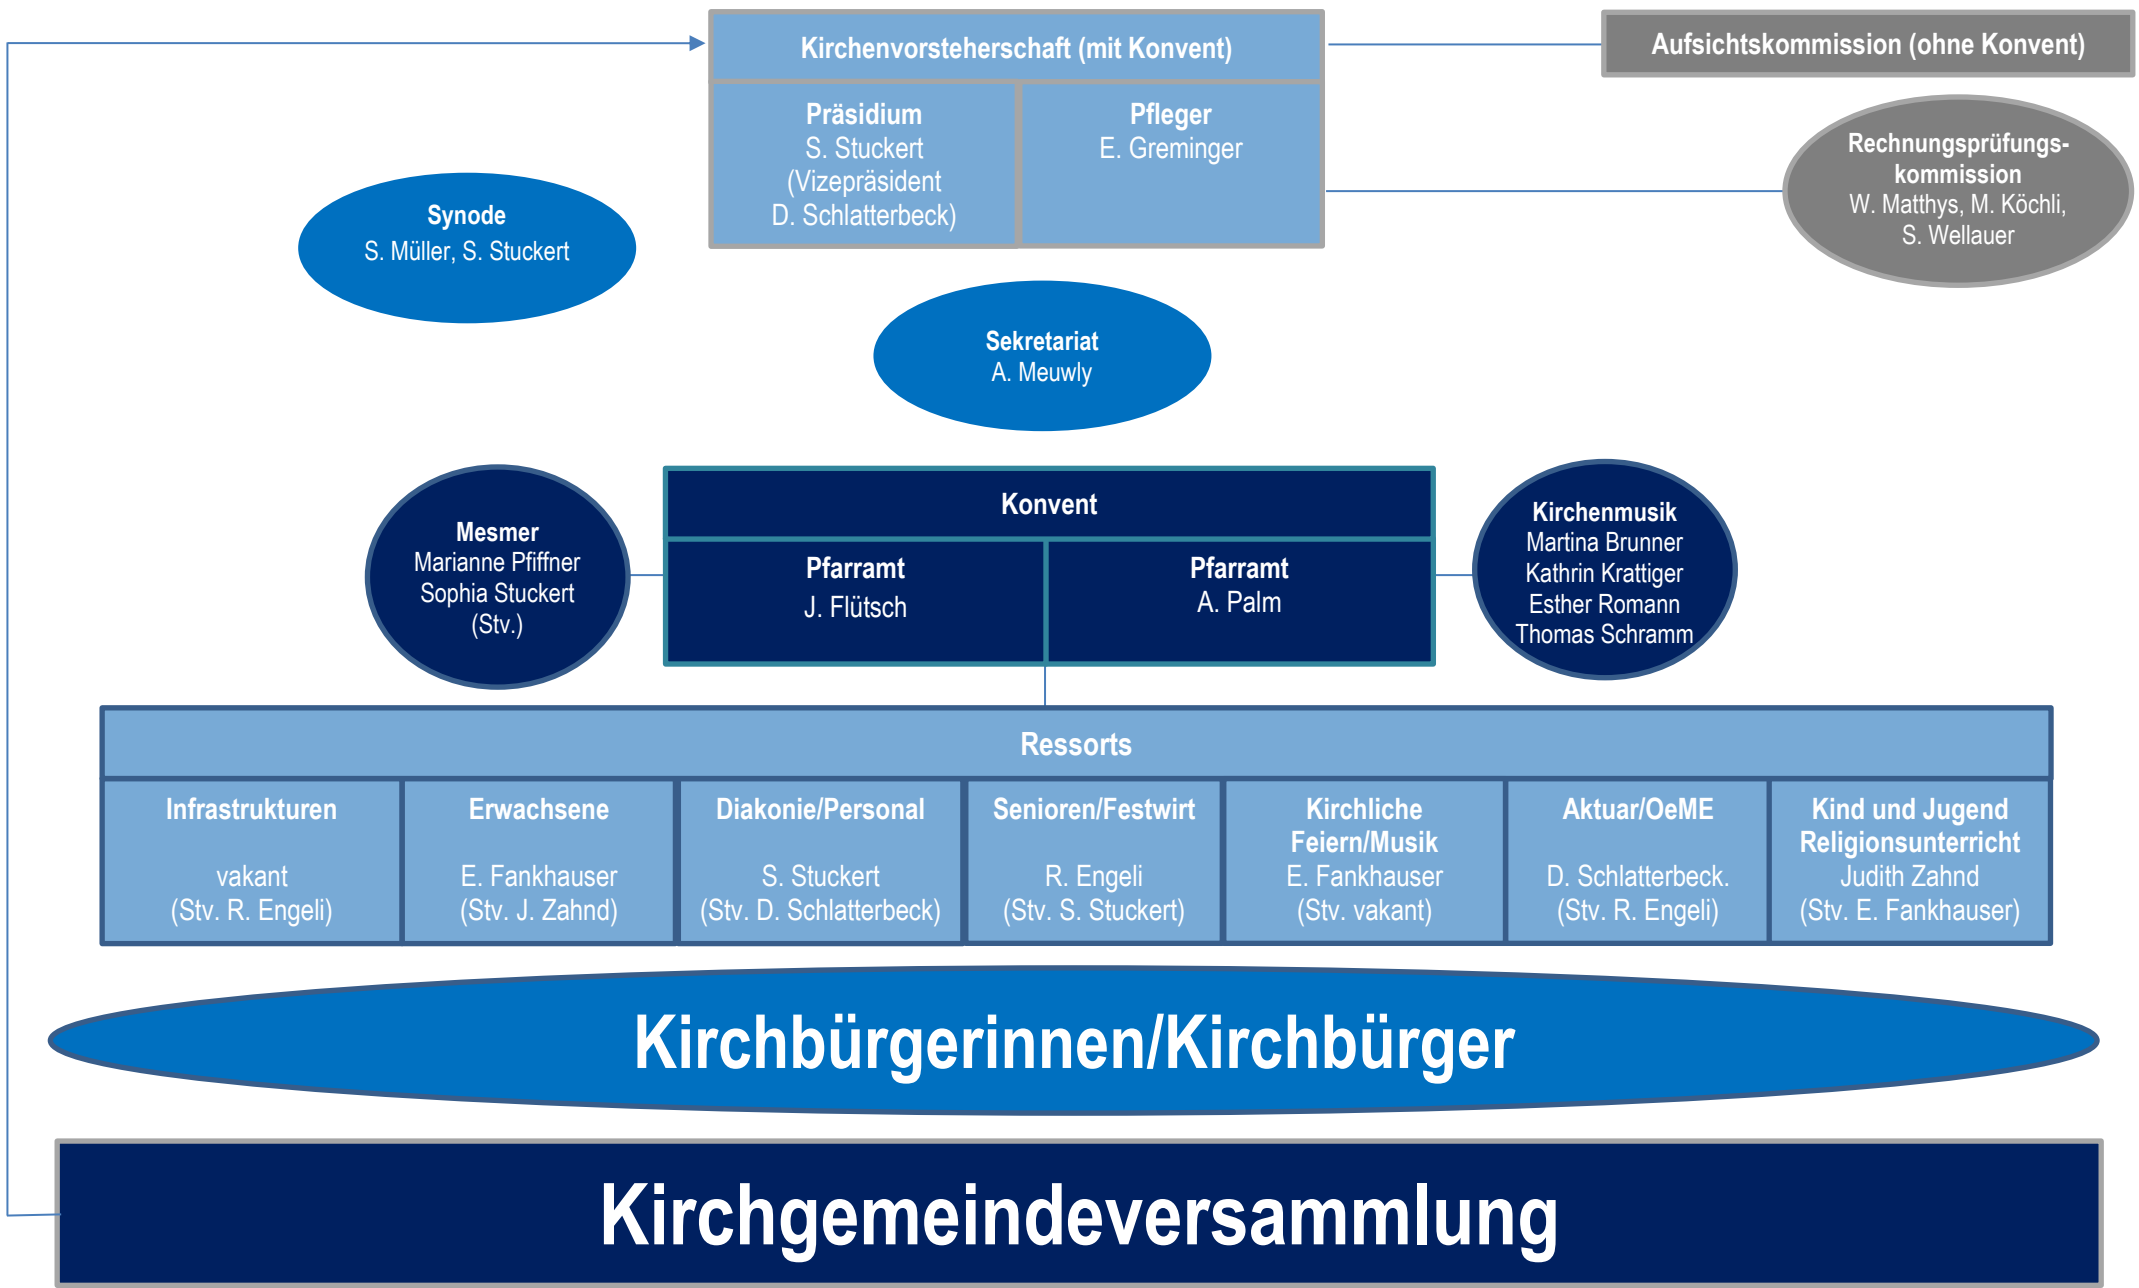 Kirchenvorsteherschaft (mit Konvent)
Aufsichtskommission (ohne Konvent)
Präsidium
S. Stuckert
(Vizepräsident
D. Schlatterbeck)
Pfleger
E. Greminger
Rechnungsprüfungs-
kommission
W. Matthys, M. Köchli,
S. Wellauer
Synode
S. Müller, S. Stuckert
Sekretariat
A. Meuwly
Mesmer
Marianne Pfiffner
Sophia Stuckert
(Stv.)
Konvent
Pfarramt
J. Flütsch
Pfarramt
A. Palm
Kirchenmusik
Martina Brunner
Kathrin Krattiger
Esther Romann
Thomas Schramm
Ressorts
Infrastrukturen
vakant
(Stv. R. Engeli)
Erwachsene
E. Fankhauser
(Stv. J. Zahnd)
Diakonie/Personal
S. Stuckert
(Stv. D. Schlatterbeck)
Senioren/Festwirt
R. Engeli
(Stv. S. Stuckert)
Kirchliche
Feiern/Musik
E. Fankhauser
(Stv. vakant)
Aktuar/OeME
D. Schlatterbeck.
(Stv. R. Engeli)
Kind und Jugend
Religionsunterricht
Judith Zahnd
(Stv. E. Fankhauser)
Kirchbürgerinnen/Kirchbürger
Kirchgemeindeversammlung